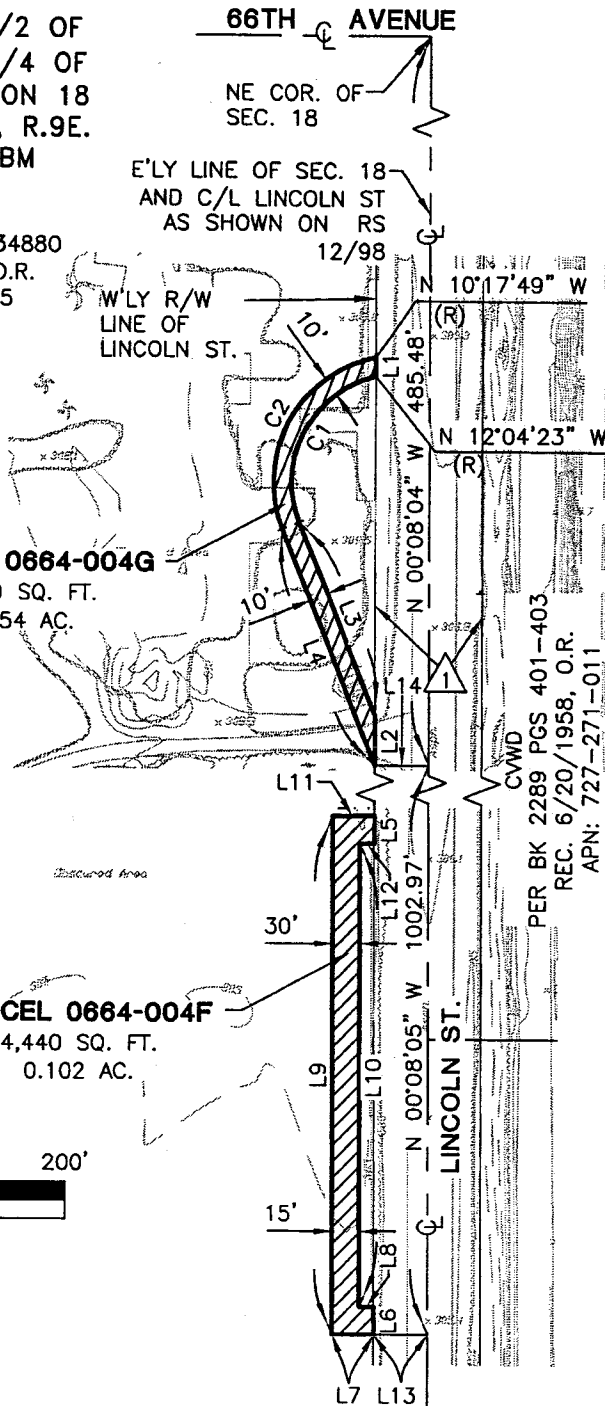 /2 OF
/4 OF
ON 18
R.9E.
BM
66TH ℄ AVENUE
NE COR. OF
SEC. 18
E'LY LINE OF SEC. 18
AND C/L LINCOLN ST
AS SHOWN ON RS
12/98
34880
O.R.
5
W'LY R/W
LINE OF
LINCOLN ST.
℄
N 10°17'49" W
(R)
10'
L1
485.48'
C2
C1
N 12°04'23" W
(R)
N 00°08'04" W
0664-004G
SQ. FT.
54 AC.
10'
L3
L4
L14
1
L2
CVWD
PER BK 2289 PGS 401-403
REC. 6/20/1958, O.R.
APN: 727-271-011
L11
L5
L12
Obscured Area
1002.97'
30'
CEL 0664-004F
4,440 SQ. FT.
0.102 AC.
L9
L10
N 00°08'05" W
LINCOLN ST.
200'
15'
L8
℄
L6
L7
L13